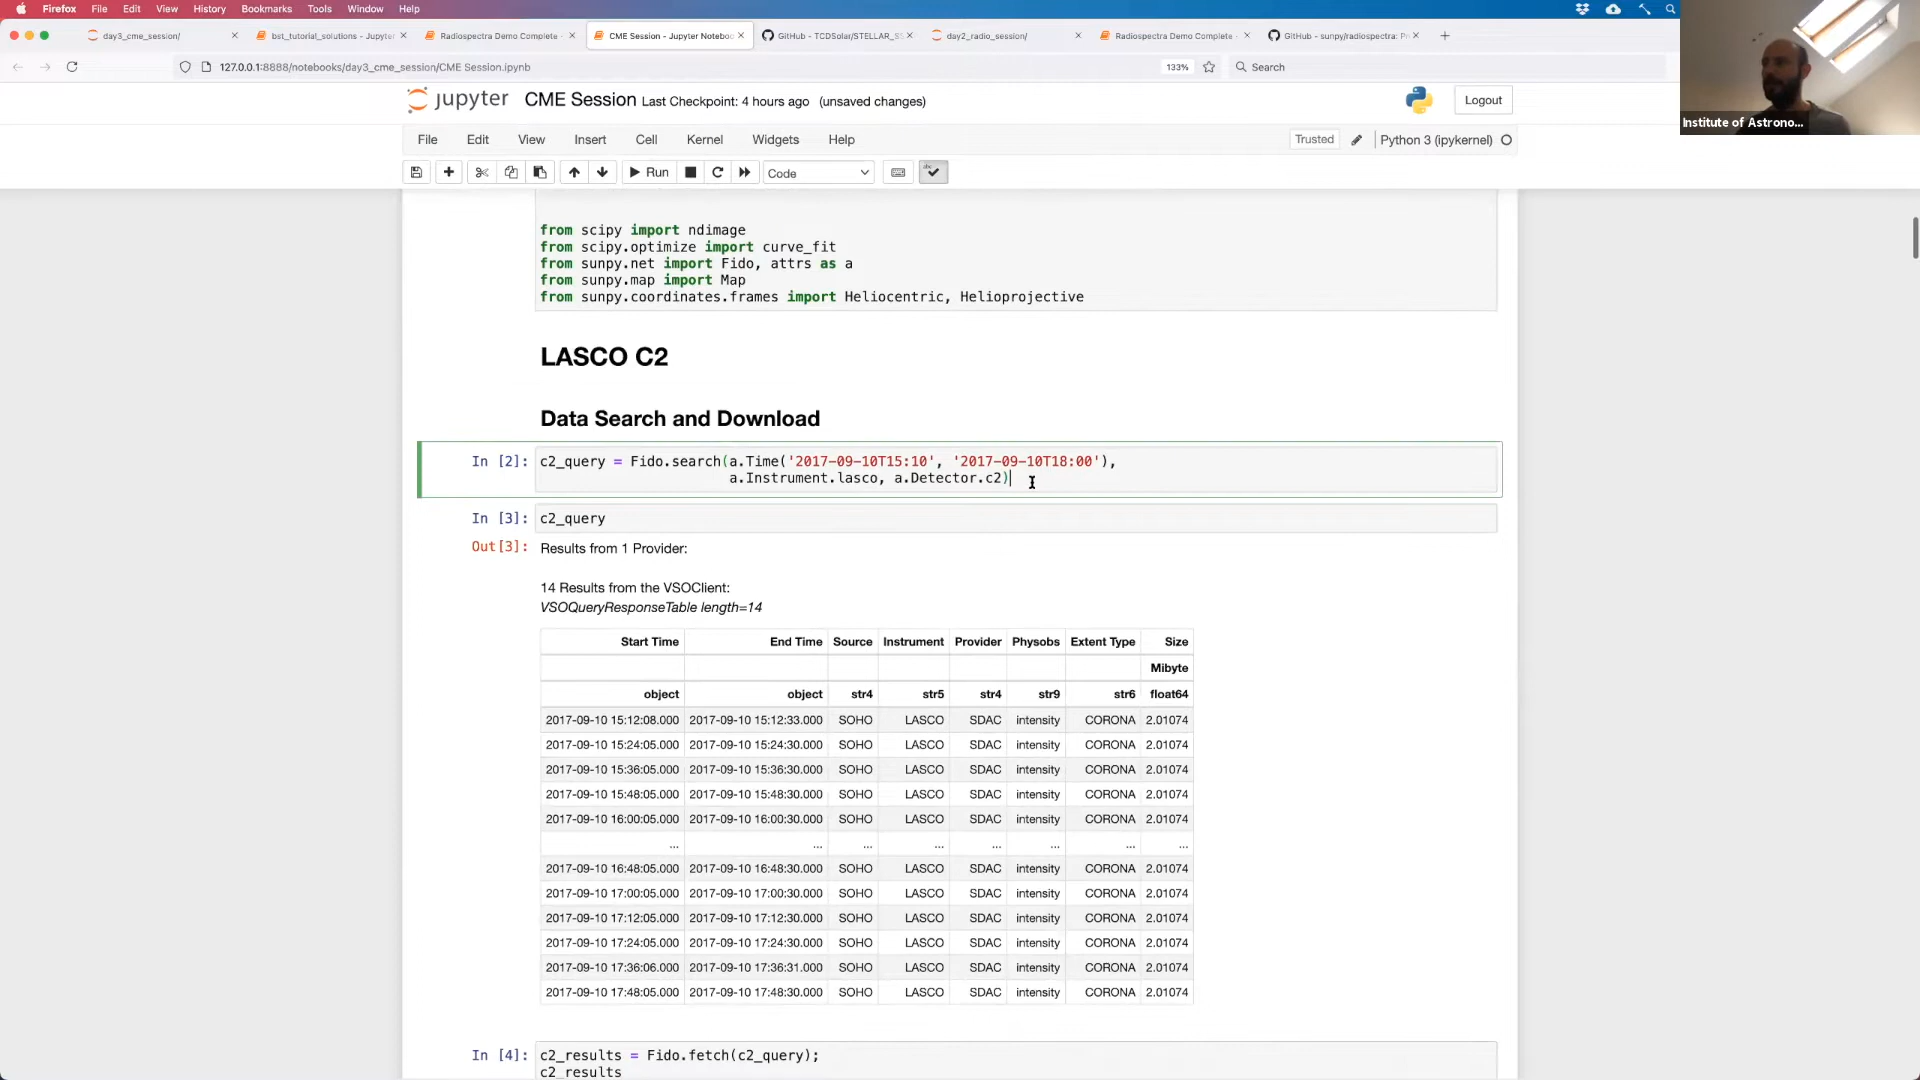 Firefox File Edit View History Bookmarks Tools Window Help
day3_cme_session/ bst_tutorial_solutions - Jupyter Radiospectra Demo Complete - CME Session - Jupyter Notebook GitHub - TCDSolar/STELLAR_S day2_radio_session/ Radiospectra Demo Complete - GitHub - sunpy/radiospectra: P
127.0.0.1:8888/notebooks/day3_cme_session/CME Session.ipynb 133% Search
Institute of Astrono...
jupyter CME Session Last Checkpoint: 4 hours ago (unsaved changes) Logout
File Edit View Insert Cell Kernel Widgets Help Trusted Python 3 (ipykernel)
Run Code
from scipy import ndimage
from scipy.optimize import curve_fit
from sunpy.net import Fido, attrs as a
from sunpy.map import Map
from sunpy.coordinates.frames import Heliocentric, Helioprojective
LASCO C2
Data Search and Download
In [2]: c2_query = Fido.search(a.Time('2017-09-10T15:10', '2017-09-10T18:00'),
a.Instrument.lasco, a.Detector.c2)
In [3]: c2_query
Out[3]: Results from 1 Provider:
14 Results from the VSOClient:
VSOQueryResponseTable length=14
Start Time End Time Source Instrument Provider Physobs Extent Type Size
Mibyte
object object str4 str5 str4 str9 str6 float64
2017-09-10 15:12:08.000 2017-09-10 15:12:33.000 SOHO LASCO SDAC intensity CORONA 2.01074
2017-09-10 15:24:05.000 2017-09-10 15:24:30.000 SOHO LASCO SDAC intensity CORONA 2.01074
2017-09-10 15:36:05.000 2017-09-10 15:36:30.000 SOHO LASCO SDAC intensity CORONA 2.01074
2017-09-10 15:48:05.000 2017-09-10 15:48:30.000 SOHO LASCO SDAC intensity CORONA 2.01074
2017-09-10 16:00:05.000 2017-09-10 16:00:30.000 SOHO LASCO SDAC intensity CORONA 2.01074
... ... ... ... ... ... ... ...
2017-09-10 16:48:05.000 2017-09-10 16:48:30.000 SOHO LASCO SDAC intensity CORONA 2.01074
2017-09-10 17:00:05.000 2017-09-10 17:00:30.000 SOHO LASCO SDAC intensity CORONA 2.01074
2017-09-10 17:12:05.000 2017-09-10 17:12:30.000 SOHO LASCO SDAC intensity CORONA 2.01074
2017-09-10 17:24:05.000 2017-09-10 17:24:30.000 SOHO LASCO SDAC intensity CORONA 2.01074
2017-09-10 17:36:06.000 2017-09-10 17:36:31.000 SOHO LASCO SDAC intensity CORONA 2.01074
2017-09-10 17:48:05.000 2017-09-10 17:48:30.000 SOHO LASCO SDAC intensity CORONA 2.01074
In [4]: c2_results = Fido.fetch(c2_query);
c2_results